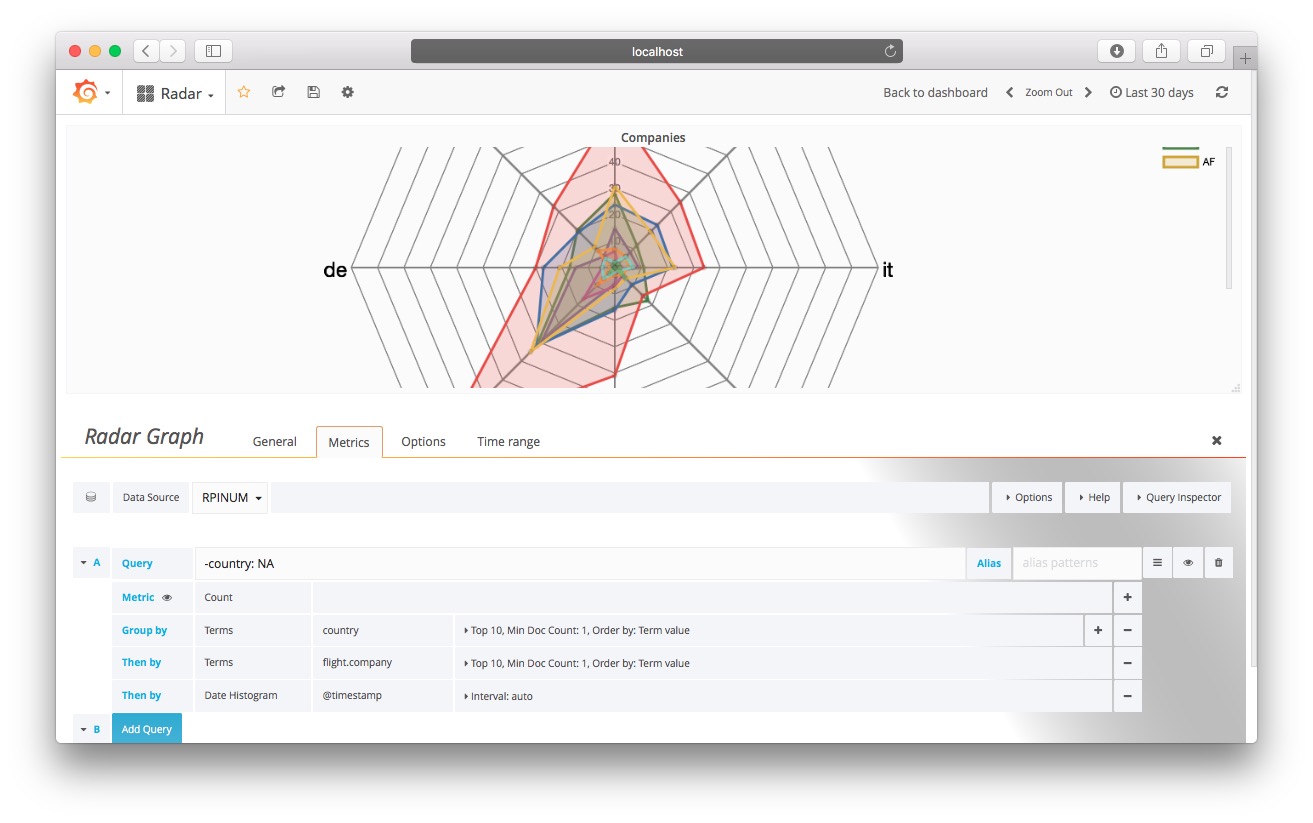 localhost
Radar
Back to dashboard
Zoom Out
Last 30 days
Companies
40
30
20
10
AF
de
it
Radar Graph
General
Metrics
Options
Time range
Data Source
RPINUM
Options
Help
Query Inspector
A
Query
-country: NA
Alias
alias patterns
Metric
Count
Group by
Terms
country
Top 10, Min Doc Count: 1, Order by: Term value
Then by
Terms
flight.company
Top 10, Min Doc Count: 1, Order by: Term value
Then by
Date Histogram
@timestamp
Interval: auto
B
Add Query